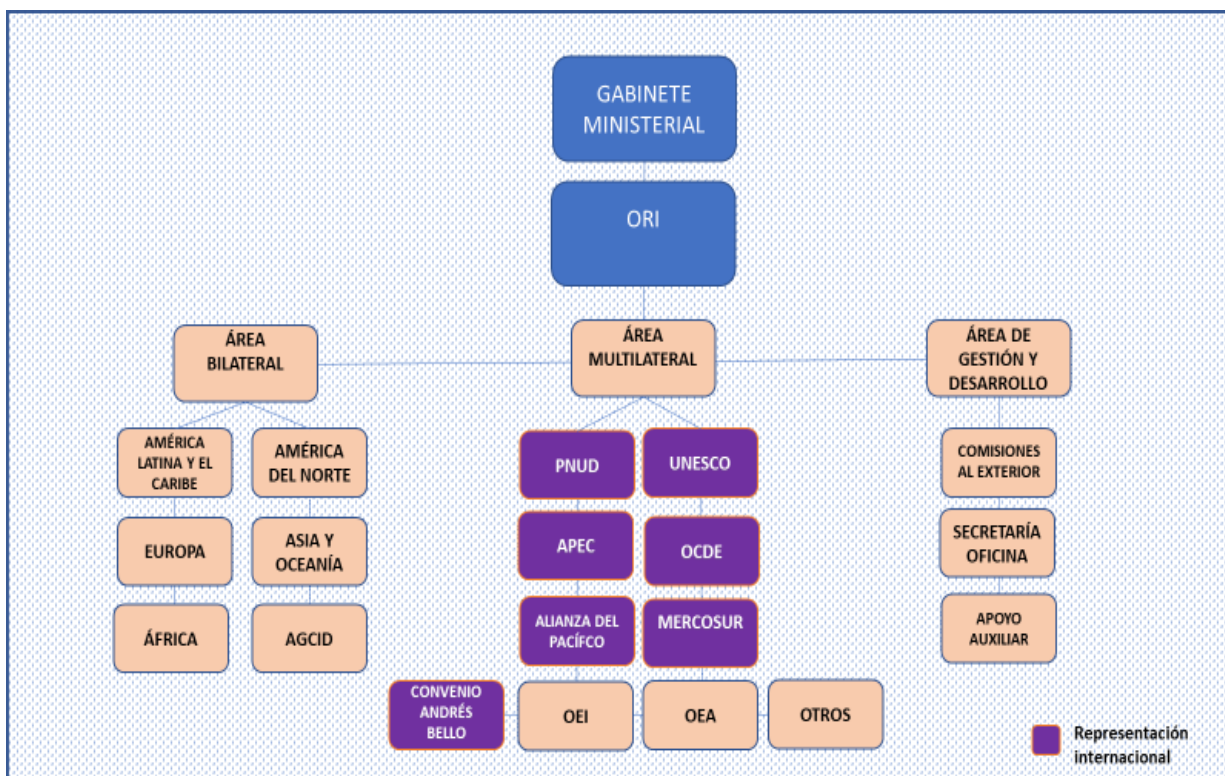 GABINETE
MINISTERIAL
ORI
ÁREA
BILATERAL
ÁREA
MULTILATERAL
ÁREA DE
GESTIÓN Y
DESARROLLO
AMÉRICA
LATINA Y EL
CARIBE
AMÉRICA
DEL NORTE
PNUD
UNESCO
COMISIONES
AL EXTERIOR
EUROPA
ASIA Y
OCEANÍA
APEC
OCDE
SECRETARÍA
OFICINA
ÁFRICA
AGCID
ALIANZA DEL
PACÍFCO
MERCOSUR
APOYO
AUXILIAR
CONVENIO
ANDRÉS
BELLO
OEI
OEA
OTROS
Representación
internacional